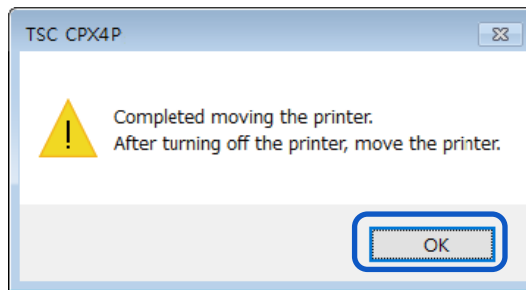 TSC CPX4P
Completed moving the printer.
After turning off the printer, move the printer.
OK